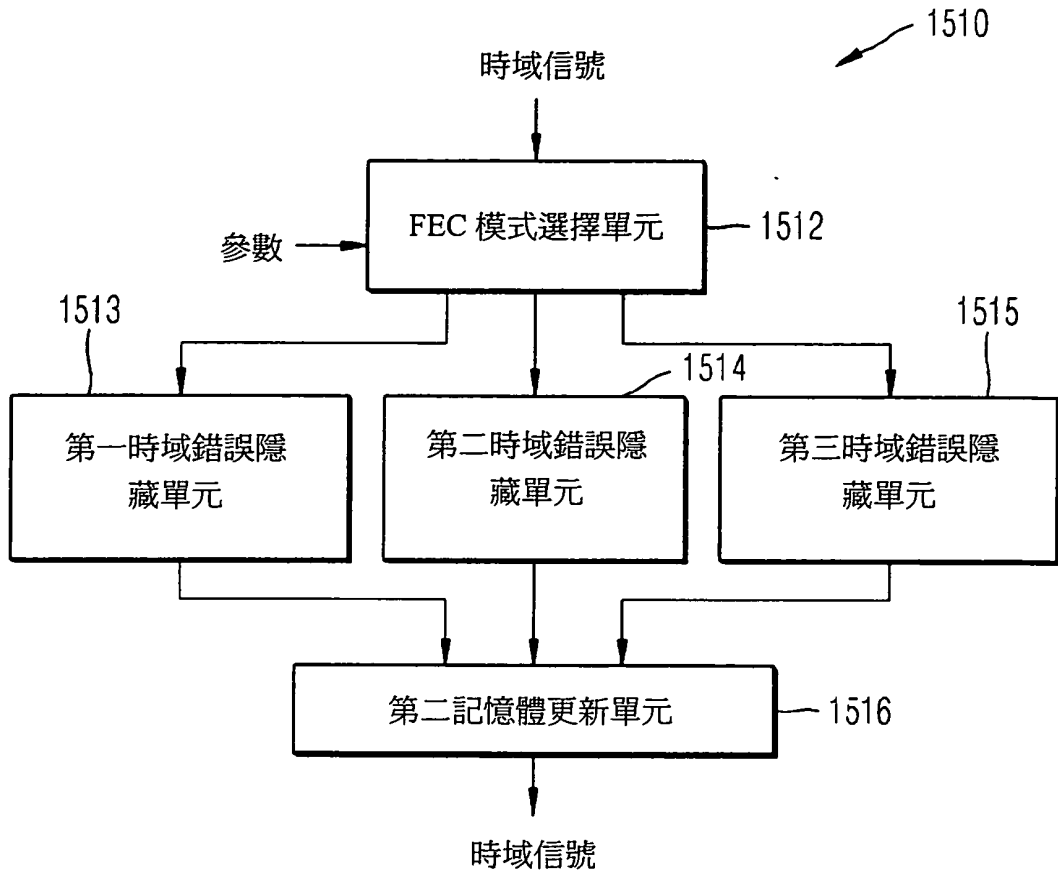 1510
時域信號
FEC 模式選擇單元
1512
參數
1513
1514
1515
第一時域錯誤隱
藏單元
第二時域錯誤隱
藏單元
第三時域錯誤隱
藏單元
第二記憶體更新單元
1516
時域信號